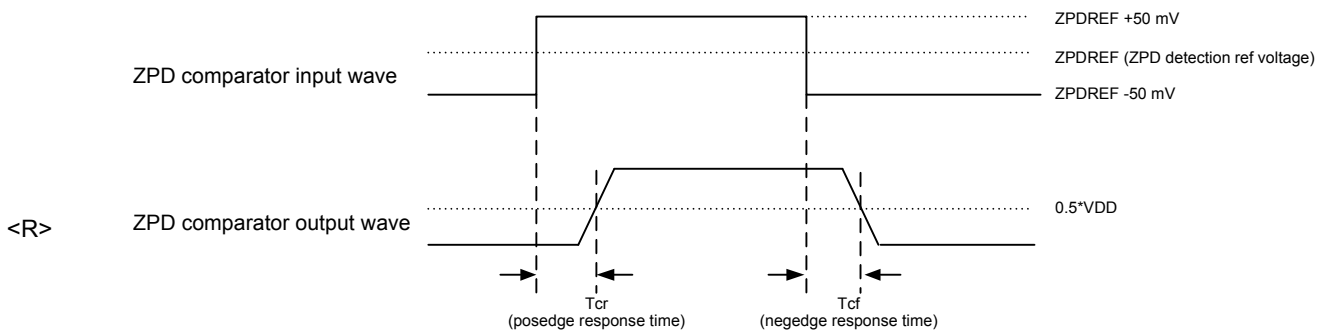 ZPDREF +50 mV
ZPDREF (ZPD detection ref voltage)
ZPD comparator input wave
ZPDREF -50 mV
0.5*VDD
<R>
ZPD comparator output wave
Tcr
(posedge response time)
Tcf
(negedge response time)